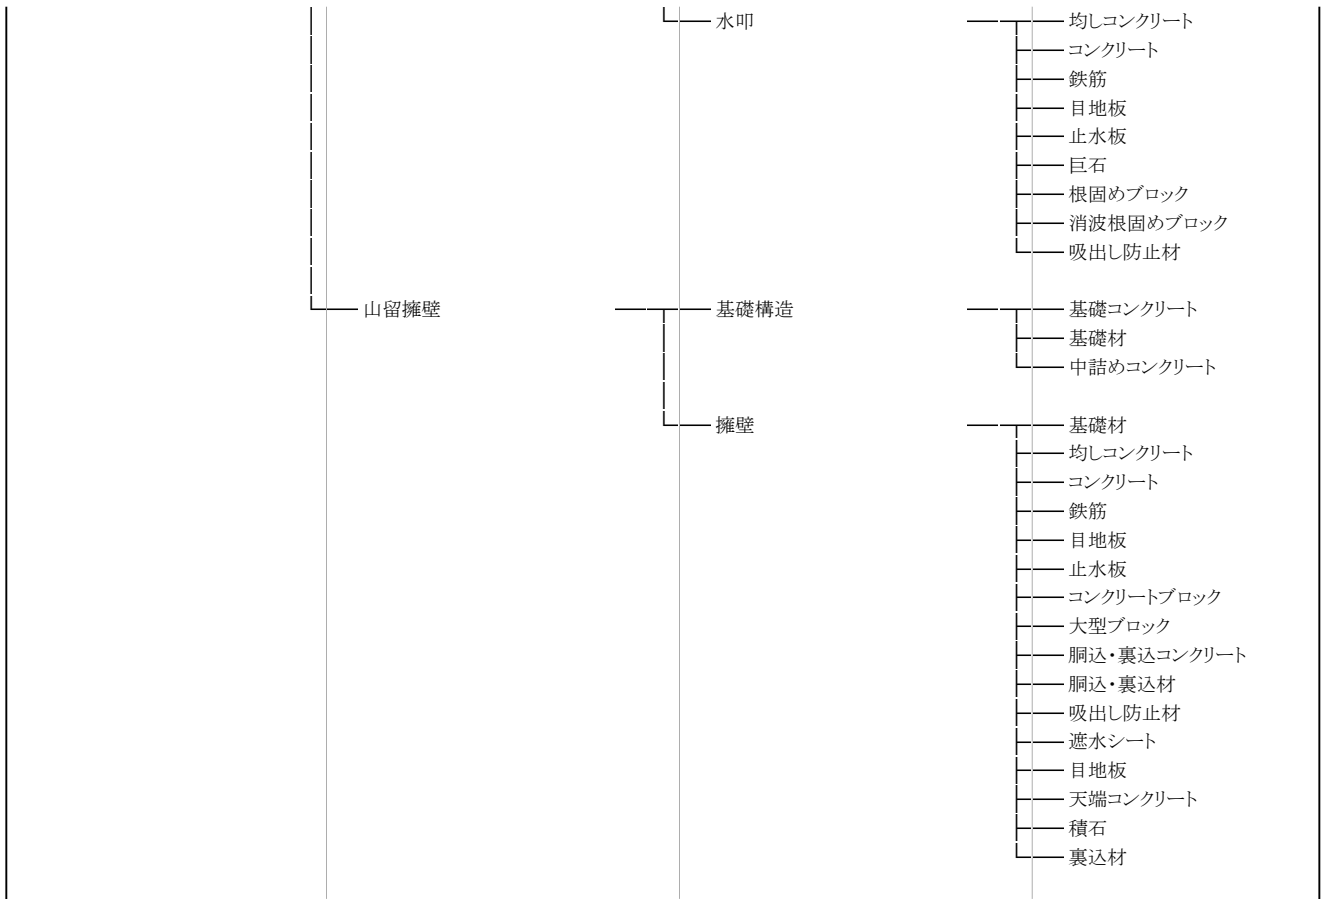 水叩 均しコンクリート
コンクリート
鉄筋
目地板
止水板
巨石
根固めブロック
消波根固めブロック
吸出し防止材
山留擁壁 基礎構造 基礎コンクリート
基礎材
中詰めコンクリート
擁壁 基礎材
均しコンクリート
コンクリート
鉄筋
目地板
止水板
コンクリートブロック
大型ブロック
胴込・裏込コンクリート
胴込・裏込材
吸出し防止材
遮水シート
目地板
天端コンクリート
積石
裏込材